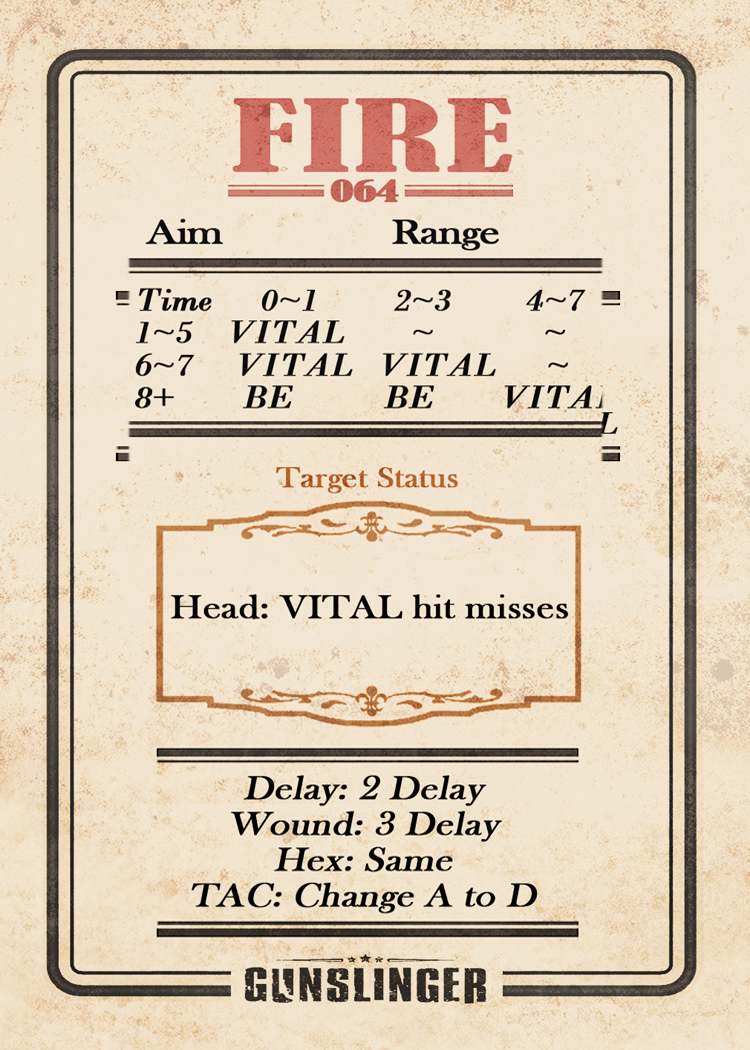 FIRE
064
Aim Range
Time 0~1 2~3 4~7
1~5 VITAL ~ ~
6~7 VITAL VITAL ~
8+ BE BE VITAL
L
Target Status
Head: VITAL hit misses
Delay: 2 Delay
Wound: 3 Delay
Hex: Same
TAC: Change A to D
GUNSLINGER